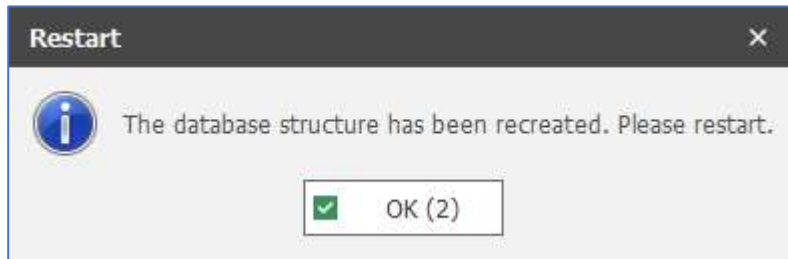 Restart
The database structure has been recreated. Please restart.
OK (2)